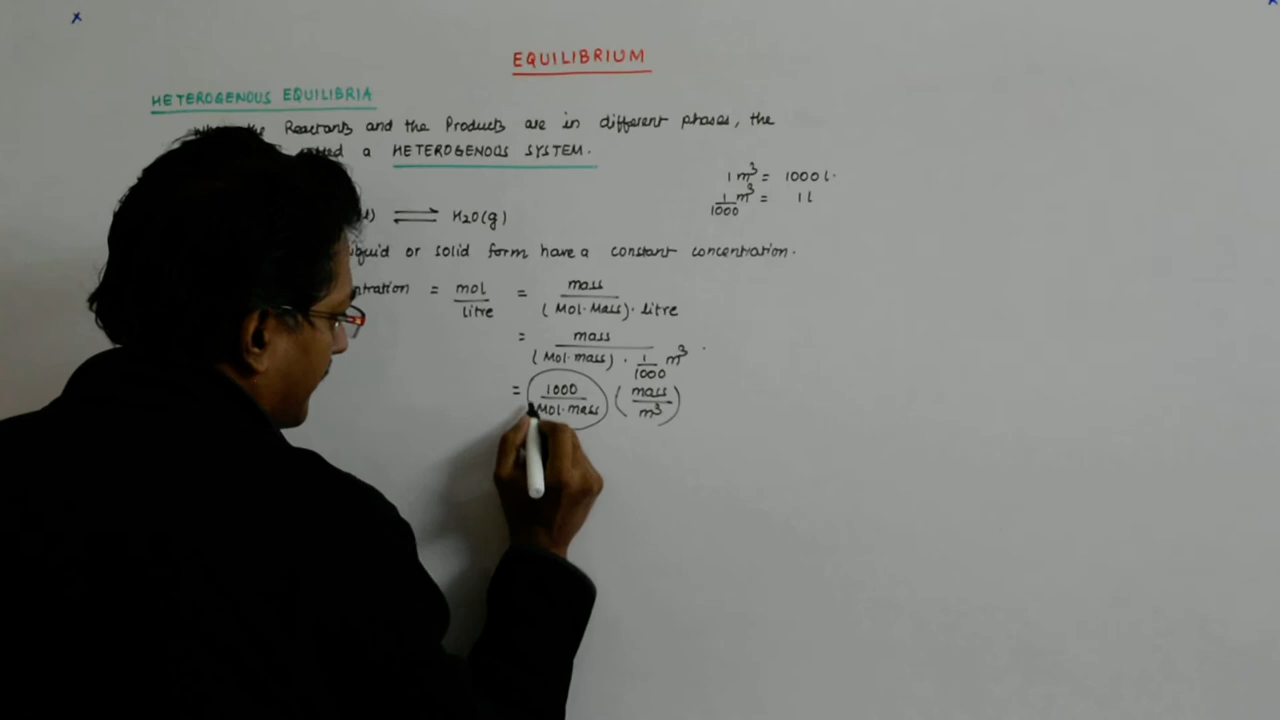 EQUILIBRIUM
HETEROGENOUS EQUILIBRIA
Reactants and the Products are in different phases, the
a HETEROGENOUS SYSTEM.
1 m³ = 1000 l.
1/1000 m³ = 1 l
⇌ H2O(g)
liquid or solid form have a constant concentration.
= mol/litre = mass/(Mol. Mass). litre
= mass/(Mol. mass) . 1/1000 m³
= 1000/Mol. mass (mass/m³)